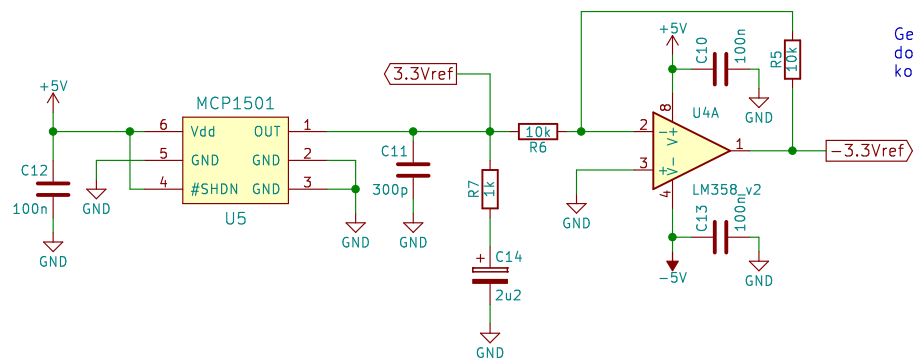 +5V
C12
100n
GND
GND
MCP1501
6 Vdd OUT 1
5 GND GND 2
4 #SHDN GND 3
U5
GND
C11
300p
GND
3.3Vref
R7
1k
C14
+
2u2
GND
10k
R6
GND
+5V
C10
100n
GND
U4A
8
2
3
1
4
-
+
V+
V-
LM358_v2
C13
100n
GND
-5V
R5
10k
-3.3Vref
Ge
do
ko